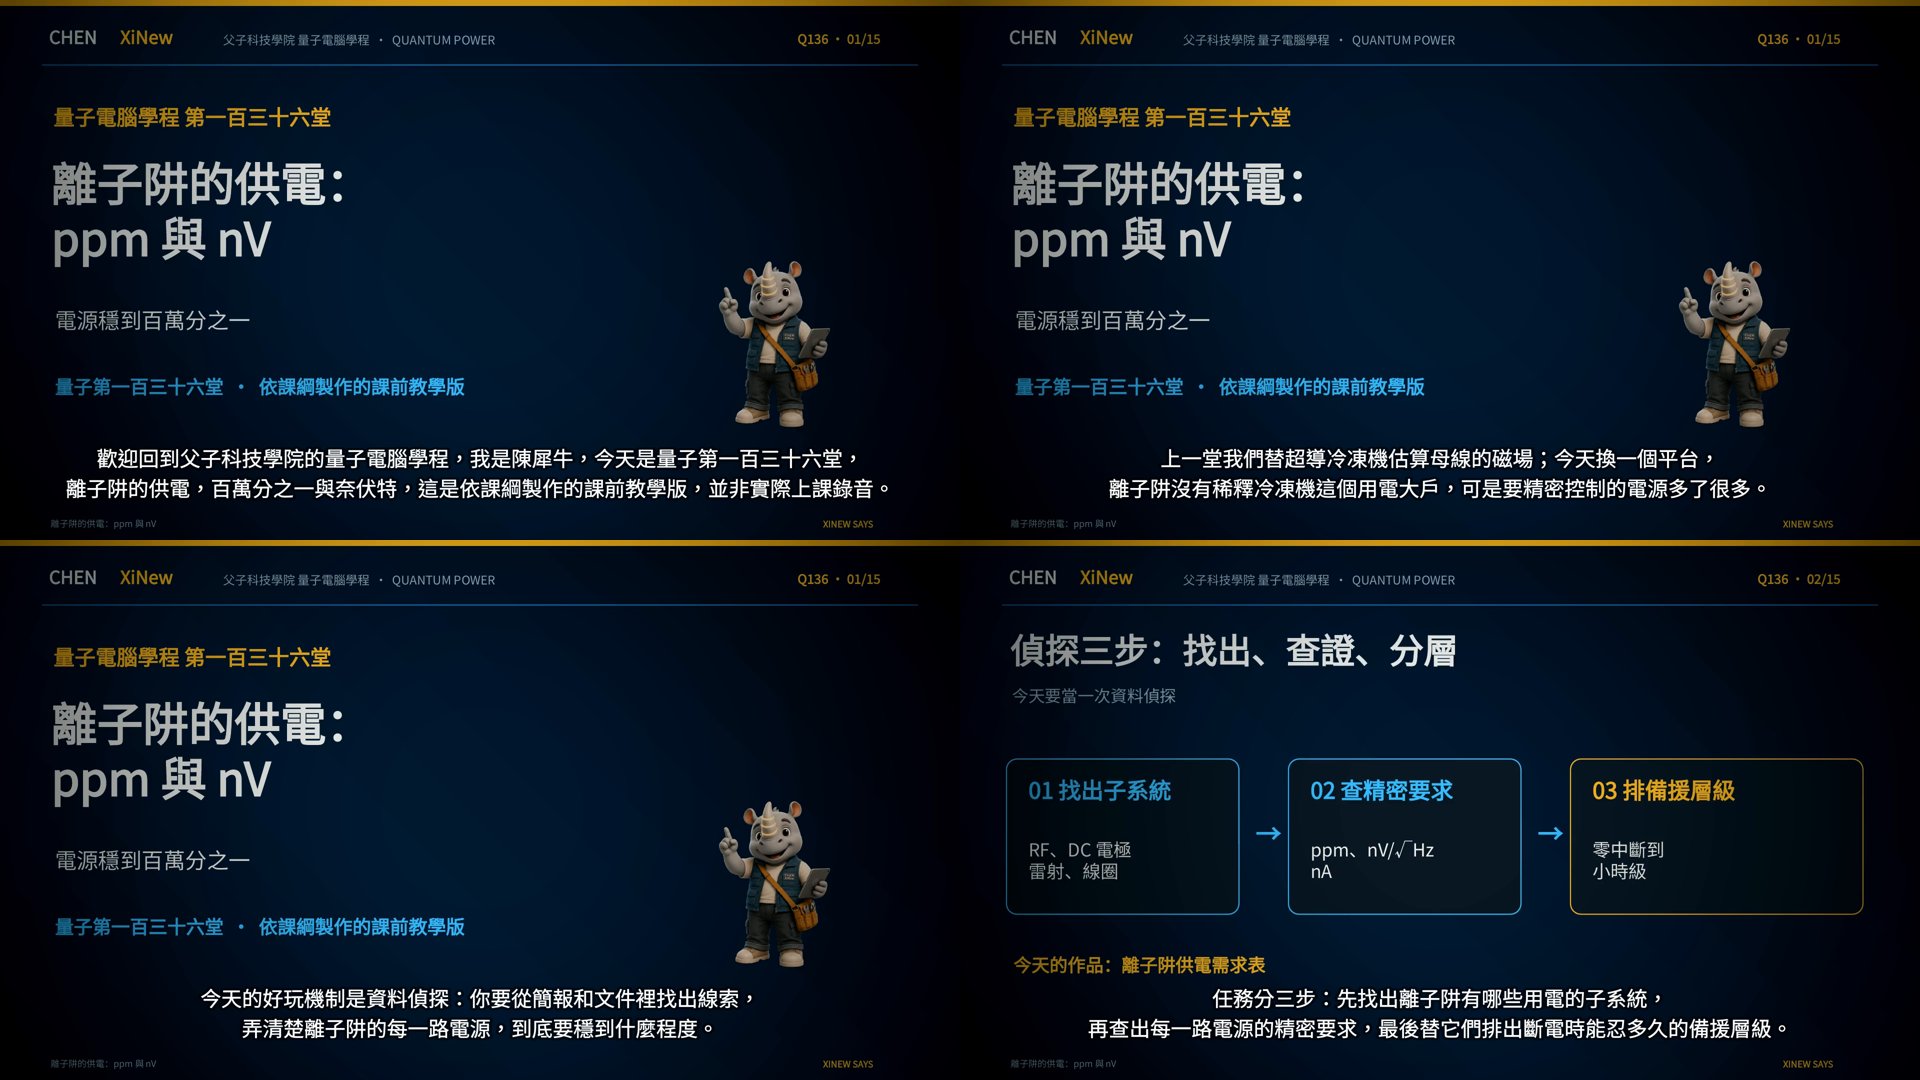 CHEN XiNew 父子科技學院 量子電腦學程 · QUANTUM POWER Q136 · 01/15
量子電腦學程 第一百三十六堂
離子阱的供電：
ppm 與 nV
電源穩到百萬分之一
量子第一百三十六堂 · 依課綱製作的課前教學版
歡迎回到父子科技學院的量子電腦學程，我是陳犀牛，今天是量子第一百三十六堂，
離子阱的供電，百萬分之一與奈伏特，這是依課綱製作的課前教學版，並非實際上課錄音。
離子阱的供電：ppm 與 nV XINEW SAYS
CHEN XiNew 父子科技學院 量子電腦學程 · QUANTUM POWER Q136 · 01/15
量子電腦學程 第一百三十六堂
離子阱的供電：
ppm 與 nV
電源穩到百萬分之一
量子第一百三十六堂 · 依課綱製作的課前教學版
上一堂我們替超導冷凍機估算母線的磁場；今天換一個平台，
離子阱沒有稀釋冷凍機這個用電大戶，可是要精密控制的電源多了很多。
離子阱的供電：ppm 與 nV XINEW SAYS
CHEN XiNew 父子科技學院 量子電腦學程 · QUANTUM POWER Q136 · 01/15
量子電腦學程 第一百三十六堂
離子阱的供電：
ppm 與 nV
電源穩到百萬分之一
量子第一百三十六堂 · 依課綱製作的課前教學版
今天的好玩機制是資料偵探：你要從簡報和文件裡找出線索，
弄清楚離子阱的每一路電源，到底要穩到什麼程度。
離子阱的供電：ppm 與 nV XINEW SAYS
CHEN XiNew 父子科技學院 量子電腦學程 · QUANTUM POWER Q136 · 02/15
偵探三步：找出、查證、分層
今天要當一次資料偵探
01 找出子系統
RF、DC 電極
雷射、線圈
→
02 查精密要求
ppm、nV/√Hz
nA
→
03 排備援層級
零中斷到
小時級
今天的作品：離子阱供電需求表
任務分三步：先找出離子阱有哪些用電的子系統，
再查出每一路電源的精密要求，最後替它們排出斷電時能忍多久的備援層級。
離子阱的供電：ppm 與 nV XINEW SAYS